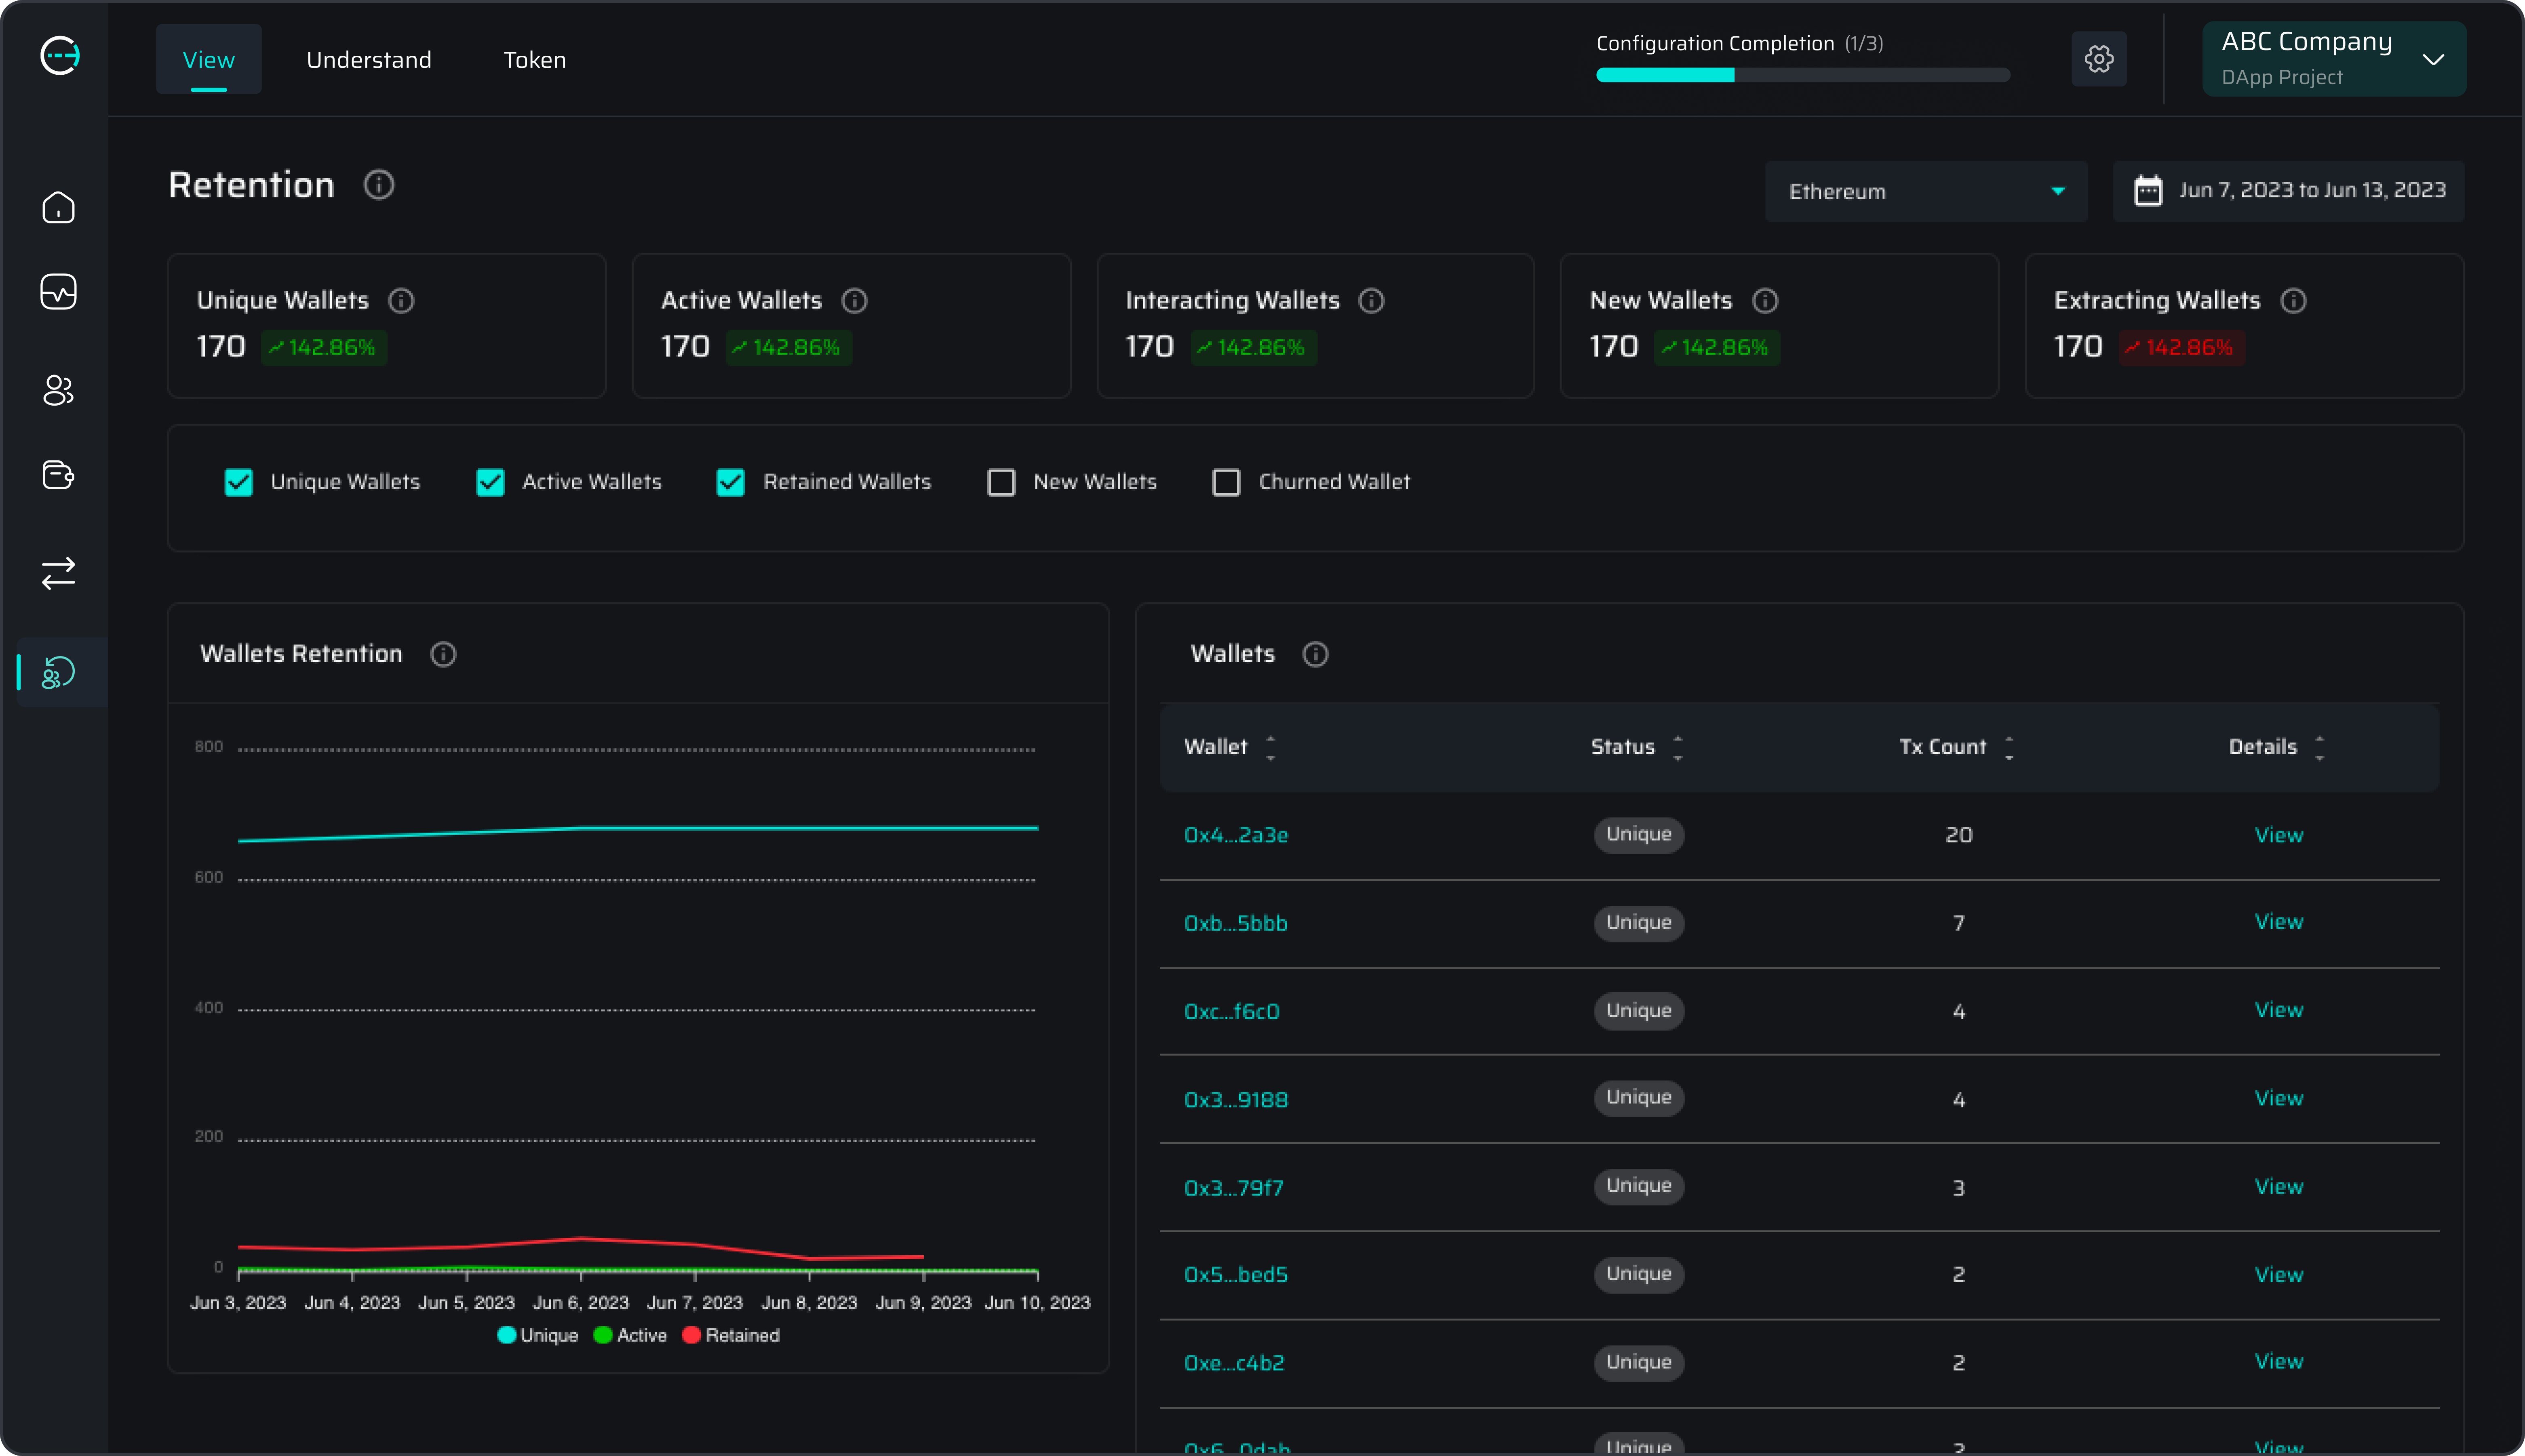 View
Understand
Token
Configuration Completion (1/3)
ABC Company
DApp Project
Retention
Ethereum
Jun 7, 2023 to Jun 13, 2023
Unique Wallets
170 142.86%
Active Wallets
170 142.86%
Interacting Wallets
170 142.86%
New Wallets
170 142.86%
Extracting Wallets
170 142.86%
Unique Wallets
Active Wallets
Retained Wallets
New Wallets
Churned Wallet
Wallets Retention
800
600
400
200
0
Jun 3, 2023 Jun 4, 2023 Jun 5, 2023 Jun 6, 2023 Jun 7, 2023 Jun 8, 2023 Jun 9, 2023 Jun 10, 2023
Unique Active Retained
Wallets
Wallet Status Tx Count Details
0x4...2a3e Unique 20 View
0xb...5bbb Unique 7 View
0xc...f6c0 Unique 4 View
0x3...9188 Unique 4 View
0x3...79f7 Unique 3 View
0x5...bed5 Unique 2 View
0xe...c4b2 Unique 2 View
Unique View